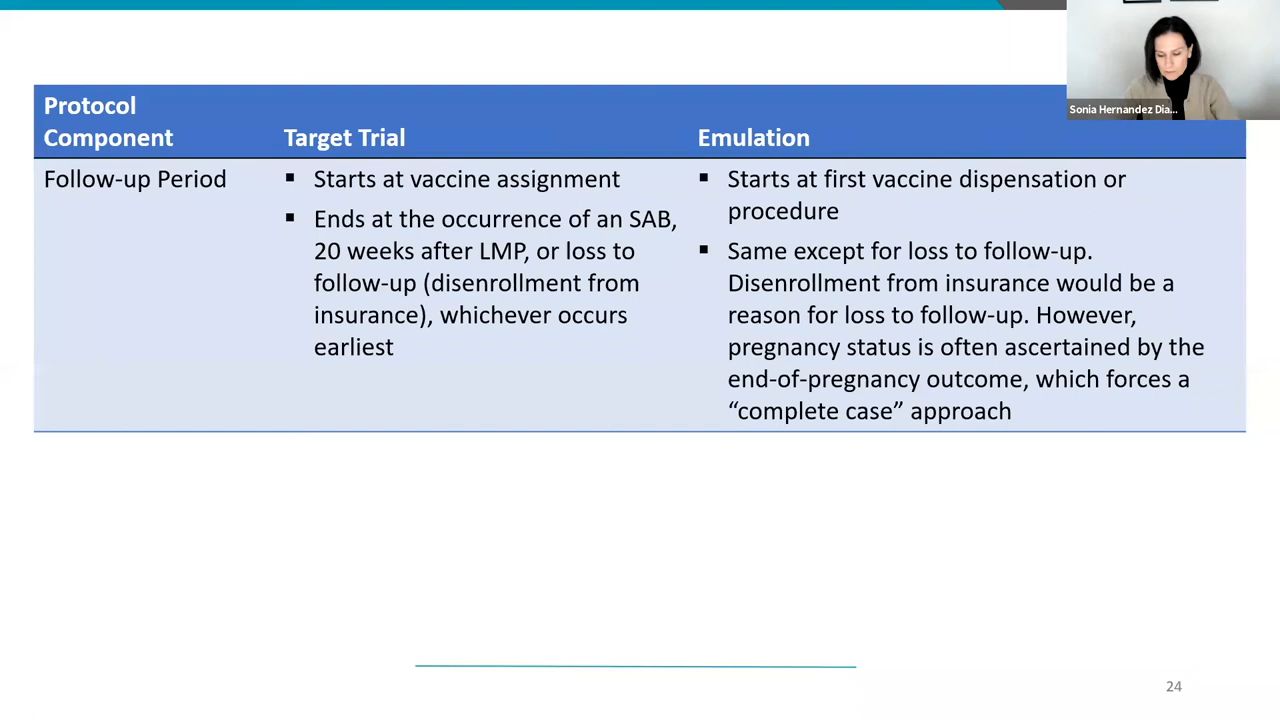 Sonia Hernandez Dia...
Protocol
Component
Target Trial
Emulation
Follow-up Period
▪ Starts at vaccine assignment
▪ Ends at the occurrence of an SAB,
20 weeks after LMP, or loss to
follow-up (disenrollment from
insurance), whichever occurs
earliest
▪ Starts at first vaccine dispensation or
procedure
▪ Same except for loss to follow-up.
Disenrollment from insurance would be a
reason for loss to follow-up. However,
pregnancy status is often ascertained by the
end-of-pregnancy outcome, which forces a
“complete case” approach
24